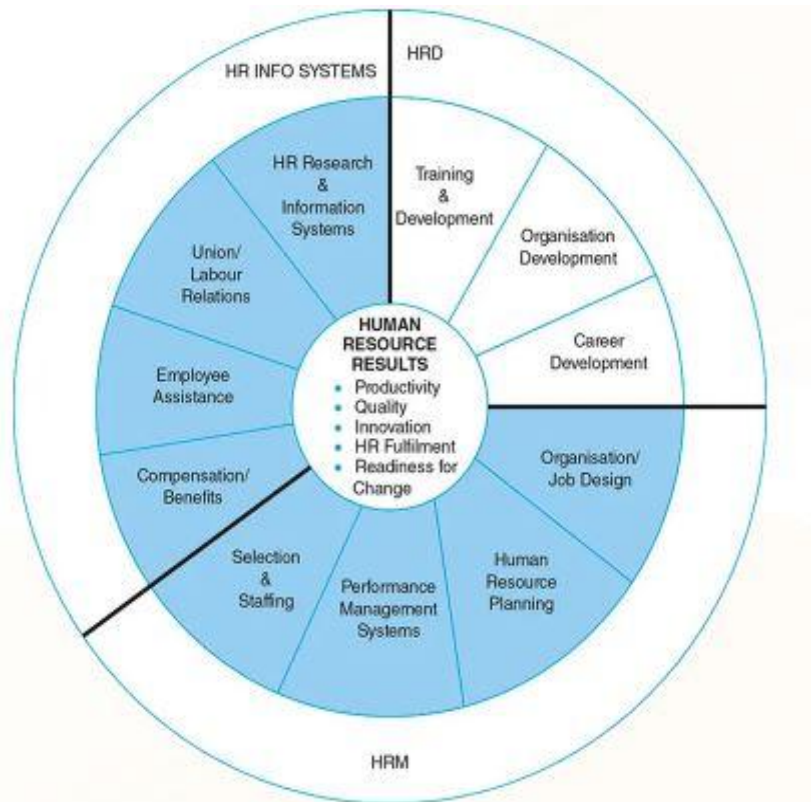 HR INFO SYSTEMS
HRD
HR Research
&
Information
Systems
Training
&
Development
Organisation
Development
Career
Development
Union/
Labour
Relations
Employee
Assistance
Compensation/
Benefits
HUMAN
RESOURCE
RESULTS
• Productivity
• Quality
• Innovation
• HR Fulfilment
• Readiness for
Change
Organisation/
Job Design
Human
Resource
Planning
Performance
Management
Systems
Selection
&
Staffing
HRM